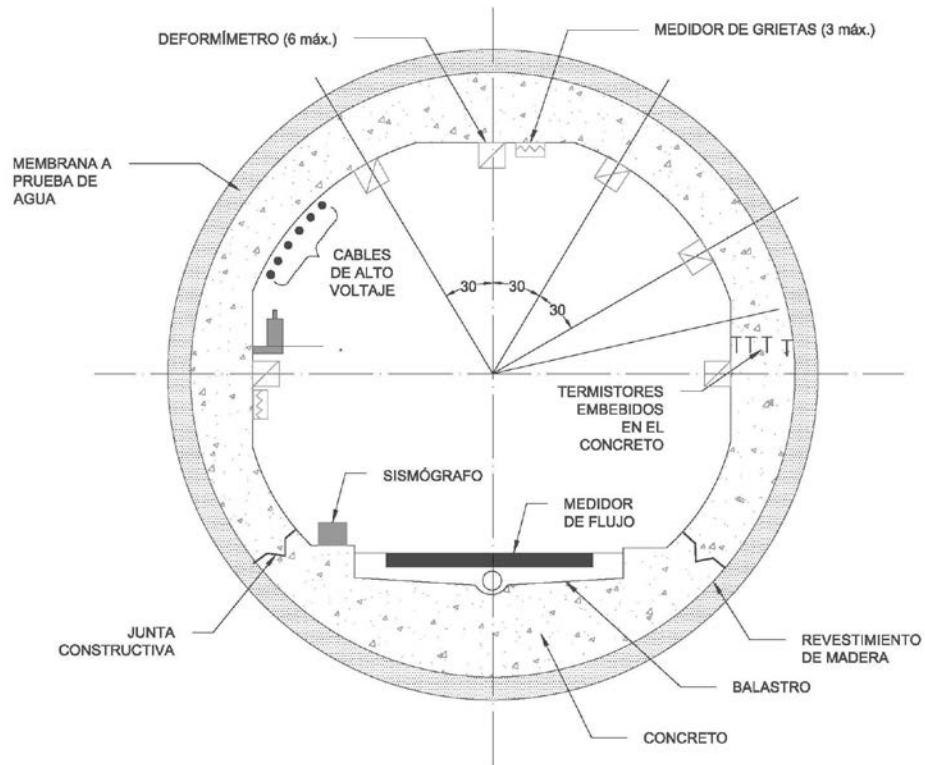 DEFORMÍMETRO (6 máx.)
MEDIDOR DE GRIETAS (3 máx.)
MEMBRANA A
PRUEBA DE
AGUA
CABLES
DE ALTO
VOLTAJE
30
30
30
TERMISTORES
EMBEBIDOS
EN EL
CONCRETO
SISMÓGRAFO
MEDIDOR
DE FLUJO
JUNTA
CONSTRUCTIVA
REVESTIMIENTO
DE MADERA
BALASTRO
CONCRETO